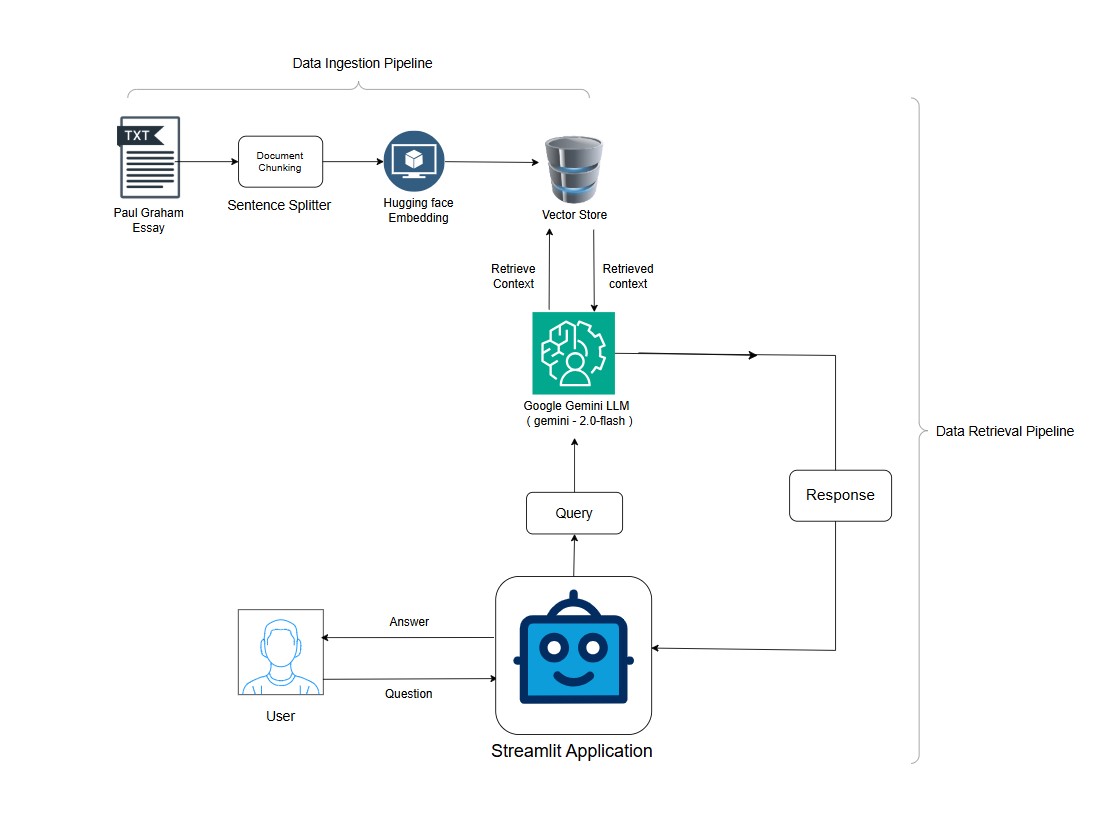 Data Ingestion Pipeline
TXT
Document
Chunking
Paul Graham
Essay
Sentence Splitter
Hugging face
Embedding
Vector Store
Retrieve
Context
Retrieved
context
Google Gemini LLM
( gemini - 2.0-flash )
Data Retrieval Pipeline
Response
Query
Answer
Question
User
Streamlit Application